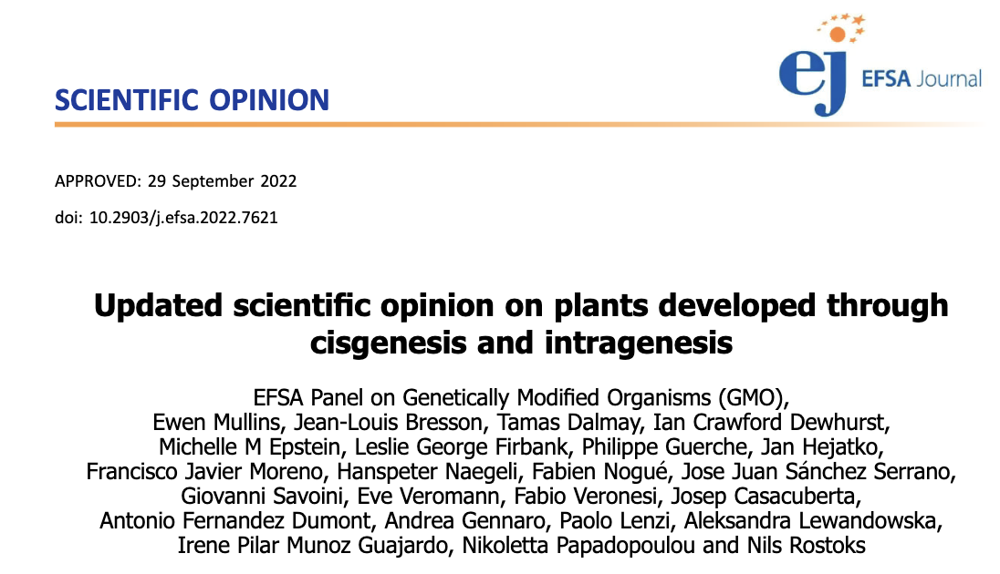 ej EFSA Journal
SCIENTIFIC OPINION
APPROVED: 29 September 2022
doi: 10.2903/j.efsa.2022.7621
Updated scientific opinion on plants developed through
cisgenesis and intragenesis
EFSA Panel on Genetically Modified Organisms (GMO),
Ewen Mullins, Jean-Louis Bresson, Tamas Dalmay, Ian Crawford Dewhurst,
Michelle M Epstein, Leslie George Firbank, Philippe Guerche, Jan Hejatko,
Francisco Javier Moreno, Hanspeter Naegeli, Fabien Nogué, Jose Juan Sánchez Serrano,
Giovanni Savoini, Eve Veromann, Fabio Veronesi, Josep Casacuberta,
Antonio Fernandez Dumont, Andrea Gennaro, Paolo Lenzi, Aleksandra Lewandowska,
Irene Pilar Munoz Guajardo, Nikoletta Papadopoulou and Nils Rostoks